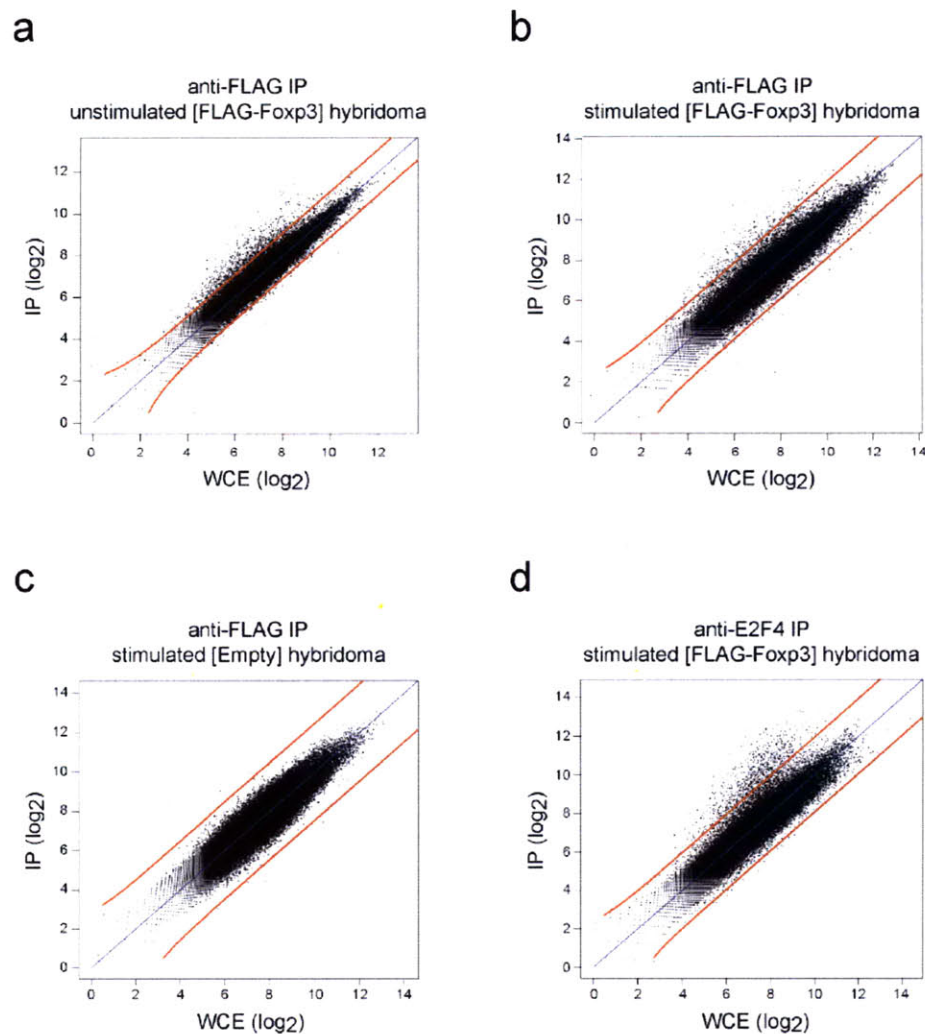 a
anti-FLAG IP
unstimulated [FLAG-Foxp3] hybridoma
12
10
8
6
4
2
0
IP (log2)
0 2 4 6 8 10 12
WCE (log2)
b
anti-FLAG IP
stimulated [FLAG-Foxp3] hybridoma
14
12
10
8
6
4
2
0
IP (log2)
0 2 4 6 8 10 12 14
WCE (log2)
c
anti-FLAG IP
stimulated [Empty] hybridoma
14
12
10
8
6
4
2
0
IP (log2)
0 2 4 6 8 10 12 14
WCE (log2)
d
anti-E2F4 IP
stimulated [FLAG-Foxp3] hybridoma
14
12
10
8
6
4
2
0
IP (log2)
0 2 4 6 8 10 12 14
WCE (log2)